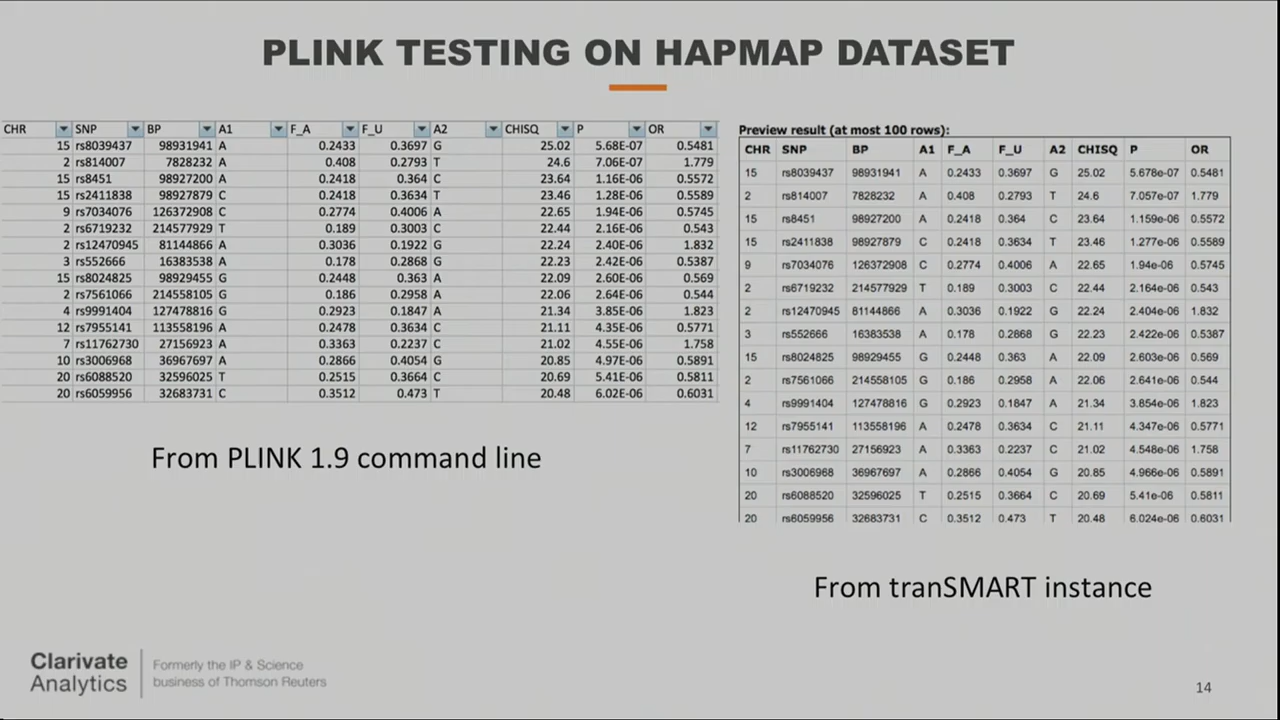 PLINK TESTING ON HAPMAP DATASET
CHR SNP BP A1 F_A F_U A2 CHISQ P OR
15 rs8039437 98931941 A 0.2433 0.3697 G 25.02 5.68E-07 0.5481
2 rs814007 7828232 A 0.408 0.2793 T 24.6 7.06E-07 1.779
15 rs8451 98927200 A 0.2418 0.364 C 23.64 1.16E-06 0.5572
15 rs2411838 98927879 C 0.2418 0.3634 T 23.46 1.28E-06 0.5589
9 rs7034076 126372908 C 0.2774 0.4006 A 22.65 1.94E-06 0.5745
2 rs6719232 214577929 T 0.189 0.3003 C 22.44 2.16E-06 0.543
2 rs12470945 81144866 A 0.3036 0.1922 G 22.24 2.40E-06 1.832
3 rs552666 16383538 A 0.178 0.2868 G 22.23 2.42E-06 0.5387
15 rs8024825 98929455 G 0.2448 0.363 A 22.09 2.60E-06 0.569
2 rs7561066 214558105 G 0.186 0.2958 A 22.06 2.64E-06 0.544
4 rs9991404 127478816 G 0.2923 0.1847 A 21.34 3.85E-06 1.823
12 rs7955141 113558196 A 0.2478 0.3634 C 21.11 4.35E-06 0.5771
7 rs11762730 27156923 A 0.3363 0.2237 C 21.02 4.55E-06 1.758
10 rs3006968 36967697 A 0.2866 0.4054 G 20.85 4.97E-06 0.5891
20 rs6088520 32596025 T 0.2515 0.3664 C 20.69 5.41E-06 0.5811
20 rs6059956 32683731 C 0.3512 0.473 T 20.48 6.02E-06 0.6031
From PLINK 1.9 command line
Preview result (at most 100 rows):
CHR SNP BP A1 F_A F_U A2 CHISQ P OR
15 rs8039437 98931941 A 0.2433 0.3697 G 25.02 5.678e-07 0.5481
2 rs814007 7828232 A 0.408 0.2793 T 24.6 7.057e-07 1.779
15 rs8451 98927200 A 0.2418 0.364 C 23.64 1.159e-06 0.5572
15 rs2411838 98927879 C 0.2418 0.3634 T 23.46 1.277e-06 0.5589
9 rs7034076 126372908 C 0.2774 0.4006 A 22.65 1.94e-06 0.5745
2 rs6719232 214577929 T 0.189 0.3003 C 22.44 2.164e-06 0.543
2 rs12470945 81144866 A 0.3036 0.1922 G 22.24 2.404e-06 1.832
3 rs552666 16383538 A 0.178 0.2868 G 22.23 2.422e-06 0.5387
15 rs8024825 98929455 G 0.2448 0.363 A 22.09 2.603e-06 0.569
2 rs7561066 214558105 G 0.186 0.2958 A 22.06 2.641e-06 0.544
4 rs9991404 127478816 G 0.2923 0.1847 A 21.34 3.854e-06 1.823
12 rs7955141 113558196 A 0.2478 0.3634 C 21.11 4.347e-06 0.5771
7 rs11762730 27156923 A 0.3363 0.2237 C 21.02 4.548e-06 1.758
10 rs3006968 36967697 A 0.2866 0.4054 G 20.85 4.966e-06 0.5891
20 rs6088520 32596025 T 0.2515 0.3664 C 20.69 5.41e-06 0.5811
20 rs6059956 32683731 C 0.3512 0.473 T 20.48 6.024e-06 0.6031
From tranSMART instance
Clarivate
Analytics
Formerly the IP & Science
business of Thomson Reuters
14